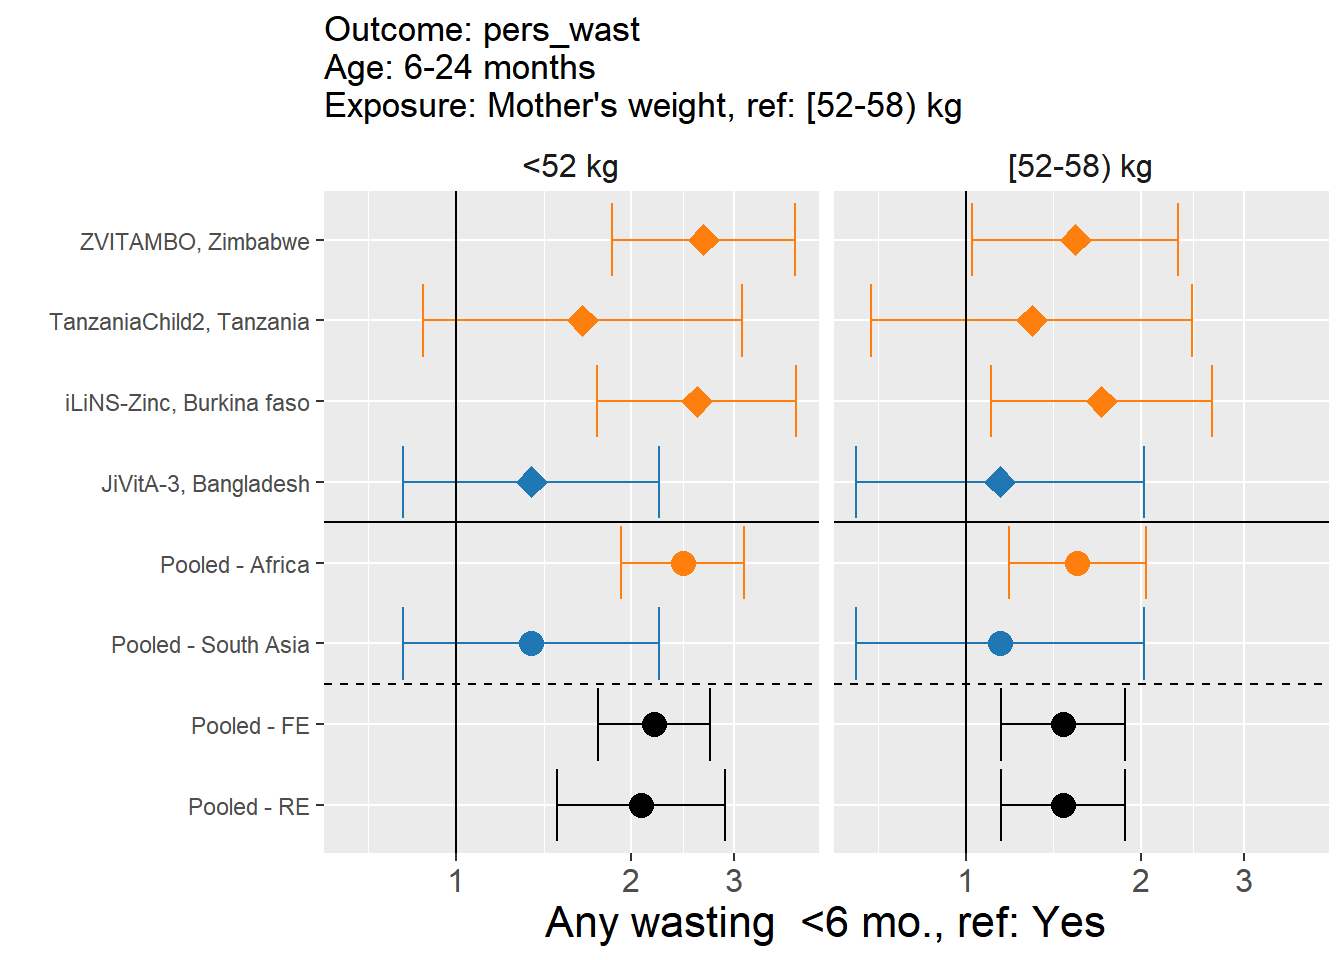 Outcome: pers_wast
Age: 6-24 months
Exposure: Mother's weight, ref: [52-58) kg
<52 kg
[52-58) kg
ZVITAMBO, Zimbabwe
TanzaniaChild2, Tanzania
iLiNS-Zinc, Burkina faso
JiVitA-3, Bangladesh
Pooled - Africa
Pooled - South Asia
Pooled - FE
Pooled - RE
1 2 3
1 2 3
Any wasting  <6 mo., ref: Yes